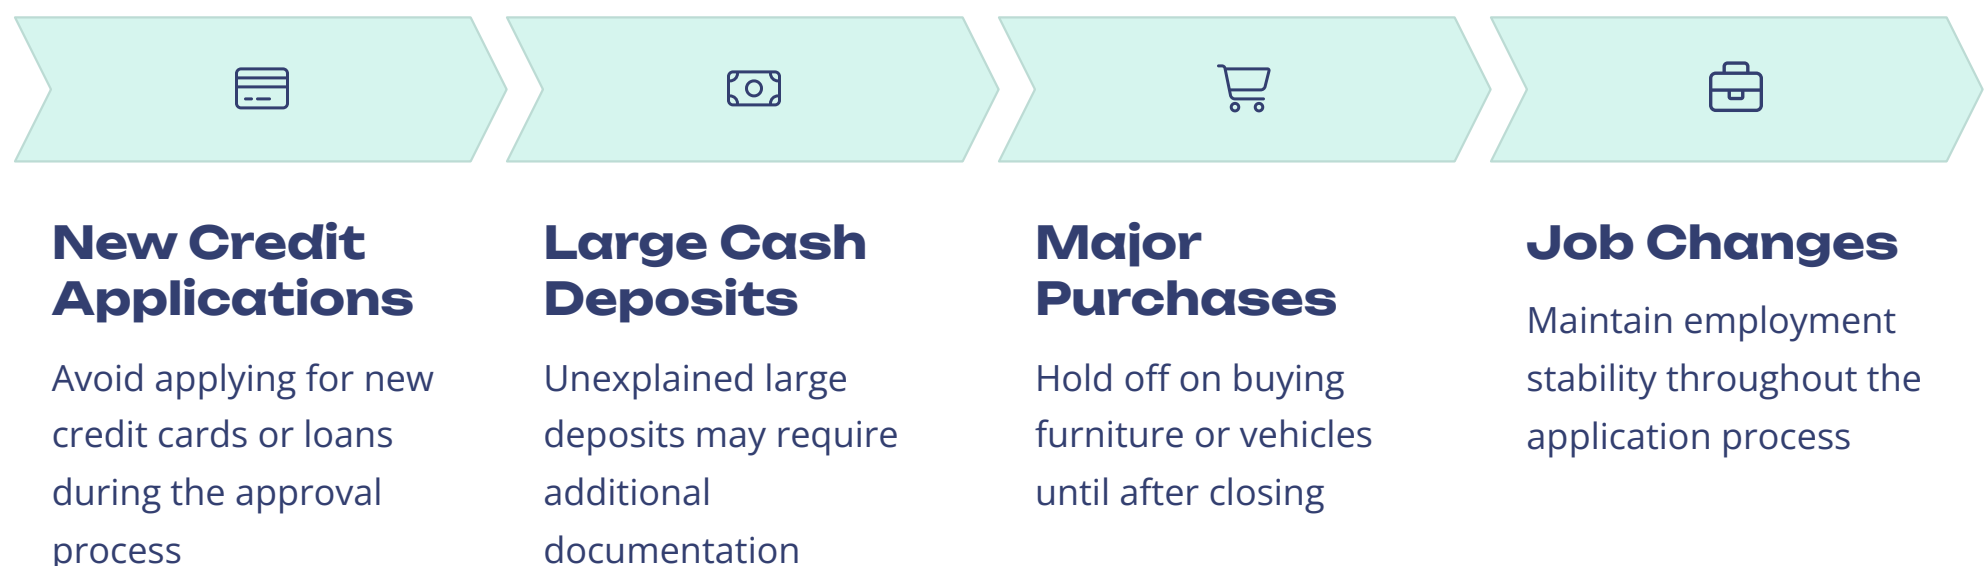 New Credit
Applications
Avoid applying for new
credit cards or loans
during the approval
process
Large Cash
Deposits
Unexplained large
deposits may require
additional
documentation
Major
Purchases
Hold off on buying
furniture or vehicles
until after closing
Job Changes
Maintain employment
stability throughout the
application process